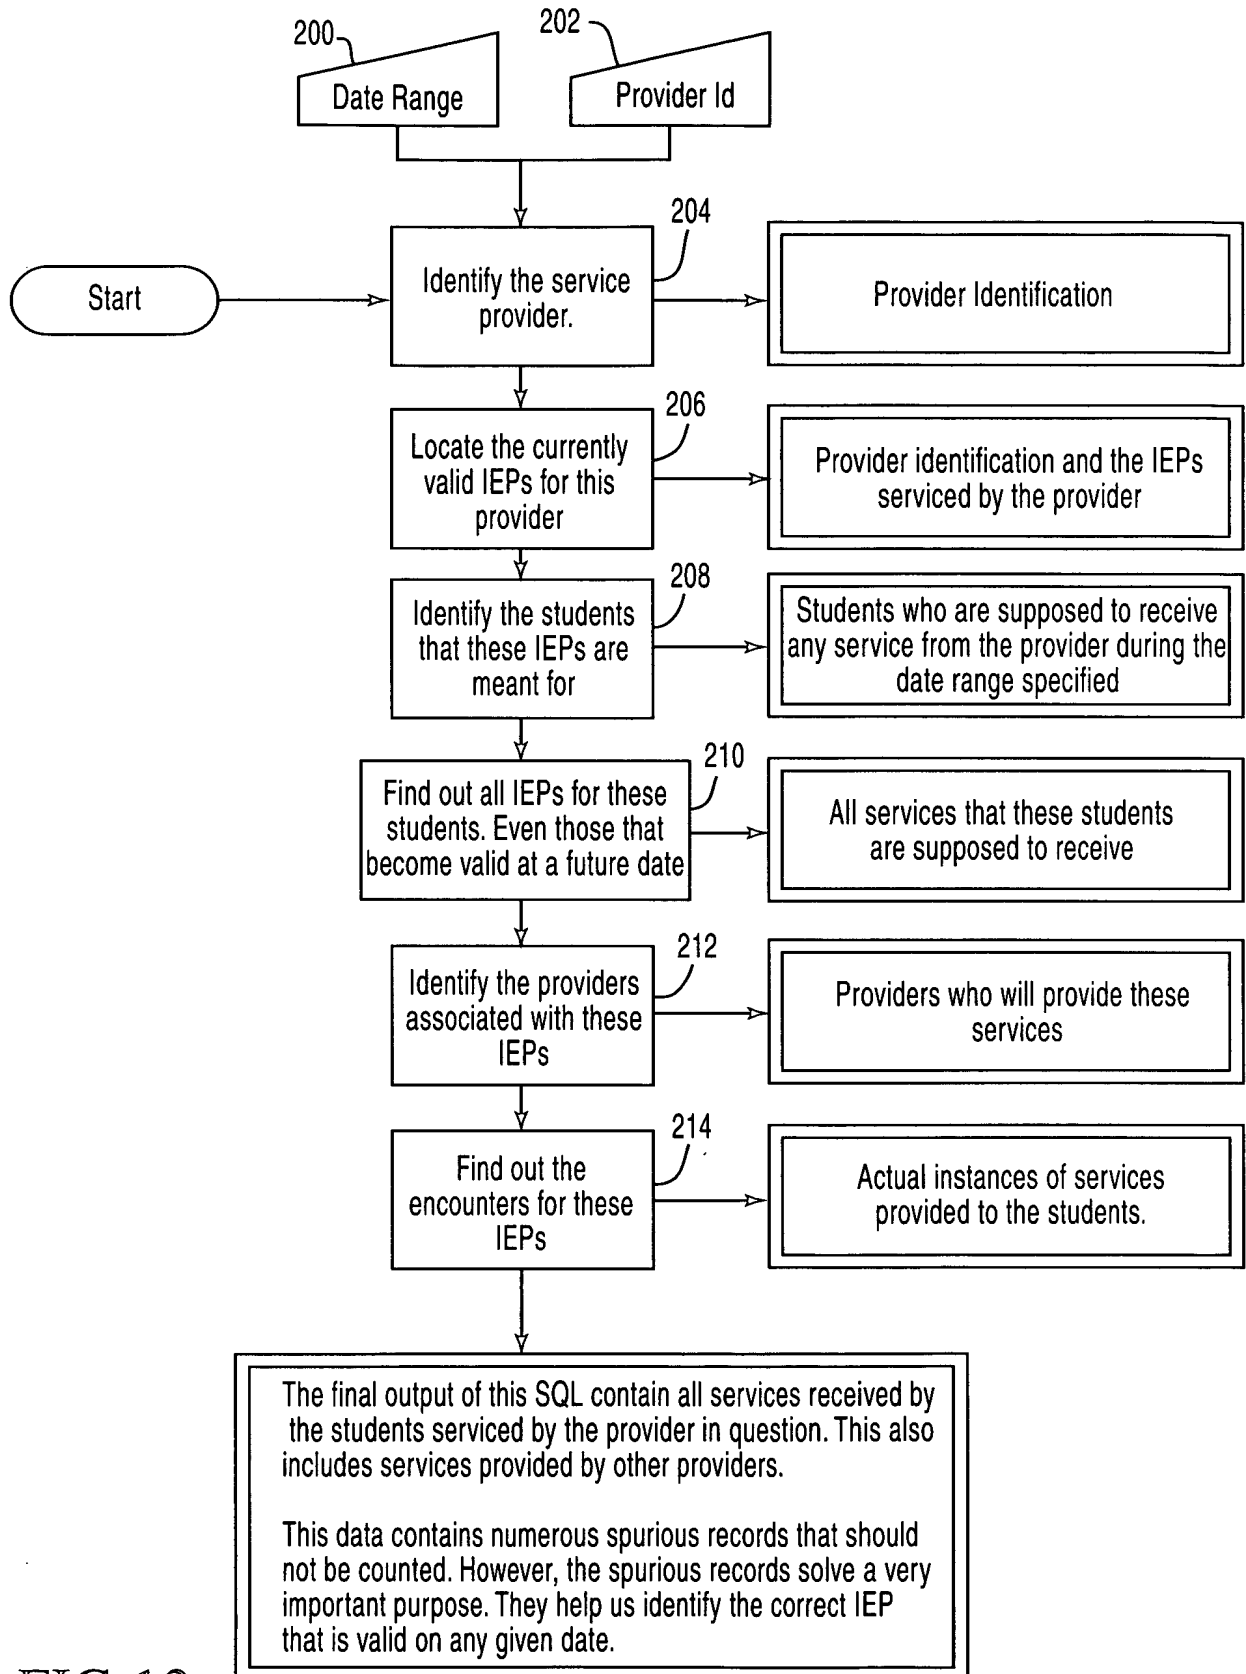 200
202
Date Range
Provider Id
204
Start
Identify the service
provider.
Provider Identification
206
Locate the currently
valid IEPs for this
provider
Provider identification and the IEPs
serviced by the provider
208
Identify the students
that these IEPs are
meant for
Students who are supposed to receive
any service from the provider during the
date range specified
210
Find out all IEPs for these
students. Even those that
become valid at a future date
All services that these students
are supposed to receive
212
Identify the providers
associated with these
IEPs
Providers who will provide these
services
214
Find out the
encounters for these
IEPs
Actual instances of services
provided to the students.
The final output of this SQL contain all services received by
the students serviced by the provider in question. This also
includes services provided by other providers.
This data contains numerous spurious records that should
not be counted. However, the spurious records solve a very
important purpose. They help us identify the correct IEP
that is valid on any given date.